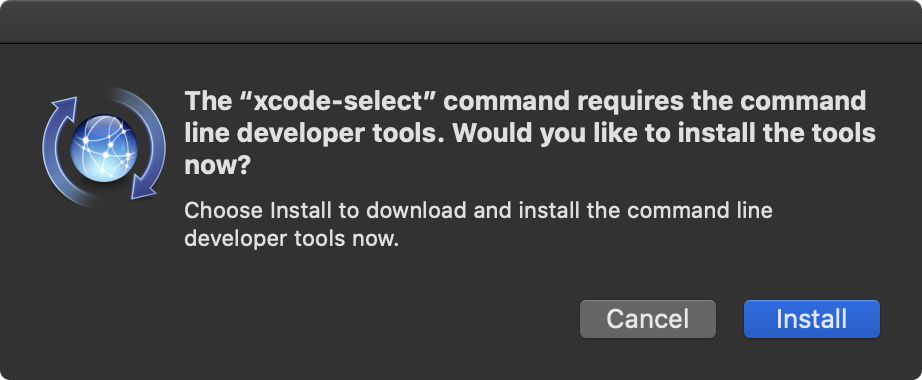 The “xcode-select” command requires the command
line developer tools. Would you like to install the tools
now?
Choose Install to download and install the command line
developer tools now.
Cancel Install